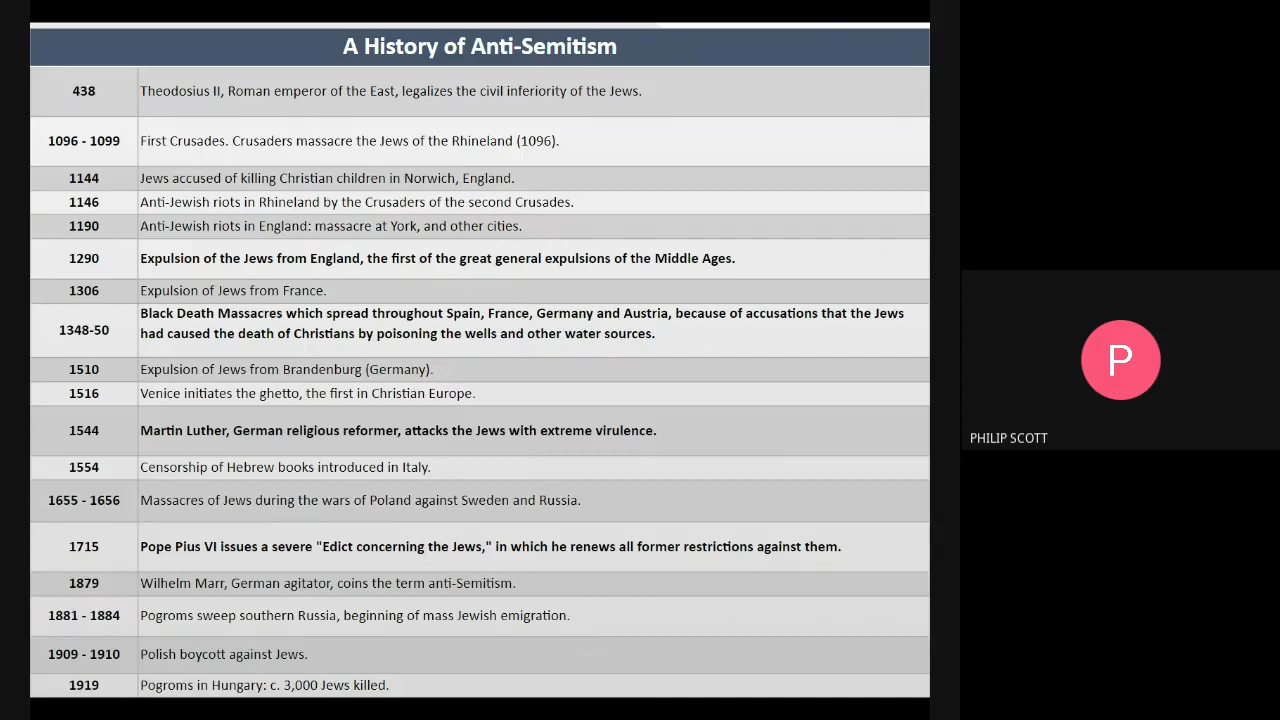 A History of Anti-Semitism
438 Theodosius II, Roman emperor of the East, legalizes the civil inferiority of the Jews.
1096 - 1099 First Crusades. Crusaders massacre the Jews of the Rhineland (1096).
1144 Jews accused of killing Christian children in Norwich, England.
1146 Anti-Jewish riots in Rhineland by the Crusaders of the second Crusades.
1190 Anti-Jewish riots in England: massacre at York, and other cities.
1290 Expulsion of the Jews from England, the first of the great general expulsions of the Middle Ages.
1306 Expulsion of Jews from France.
1348-50 Black Death Massacres which spread throughout Spain, France, Germany and Austria, because of accusations that the Jews
had caused the death of Christians by poisoning the wells and other water sources.
1510 Expulsion of Jews from Brandenburg (Germany).
1516 Venice initiates the ghetto, the first in Christian Europe.
1544 Martin Luther, German religious reformer, attacks the Jews with extreme virulence.
1554 Censorship of Hebrew books introduced in Italy.
1655 - 1656 Massacres of Jews during the wars of Poland against Sweden and Russia.
1715 Pope Pius VI issues a severe "Edict concerning the Jews," in which he renews all former restrictions against them.
1879 Wilhelm Marr, German agitator, coins the term anti-Semitism.
1881 - 1884 Pogroms sweep southern Russia, beginning of mass Jewish emigration.
1909 - 1910 Polish boycott against Jews.
1919 Pogroms in Hungary: c. 3,000 Jews killed.
P
PHILIP SCOTT